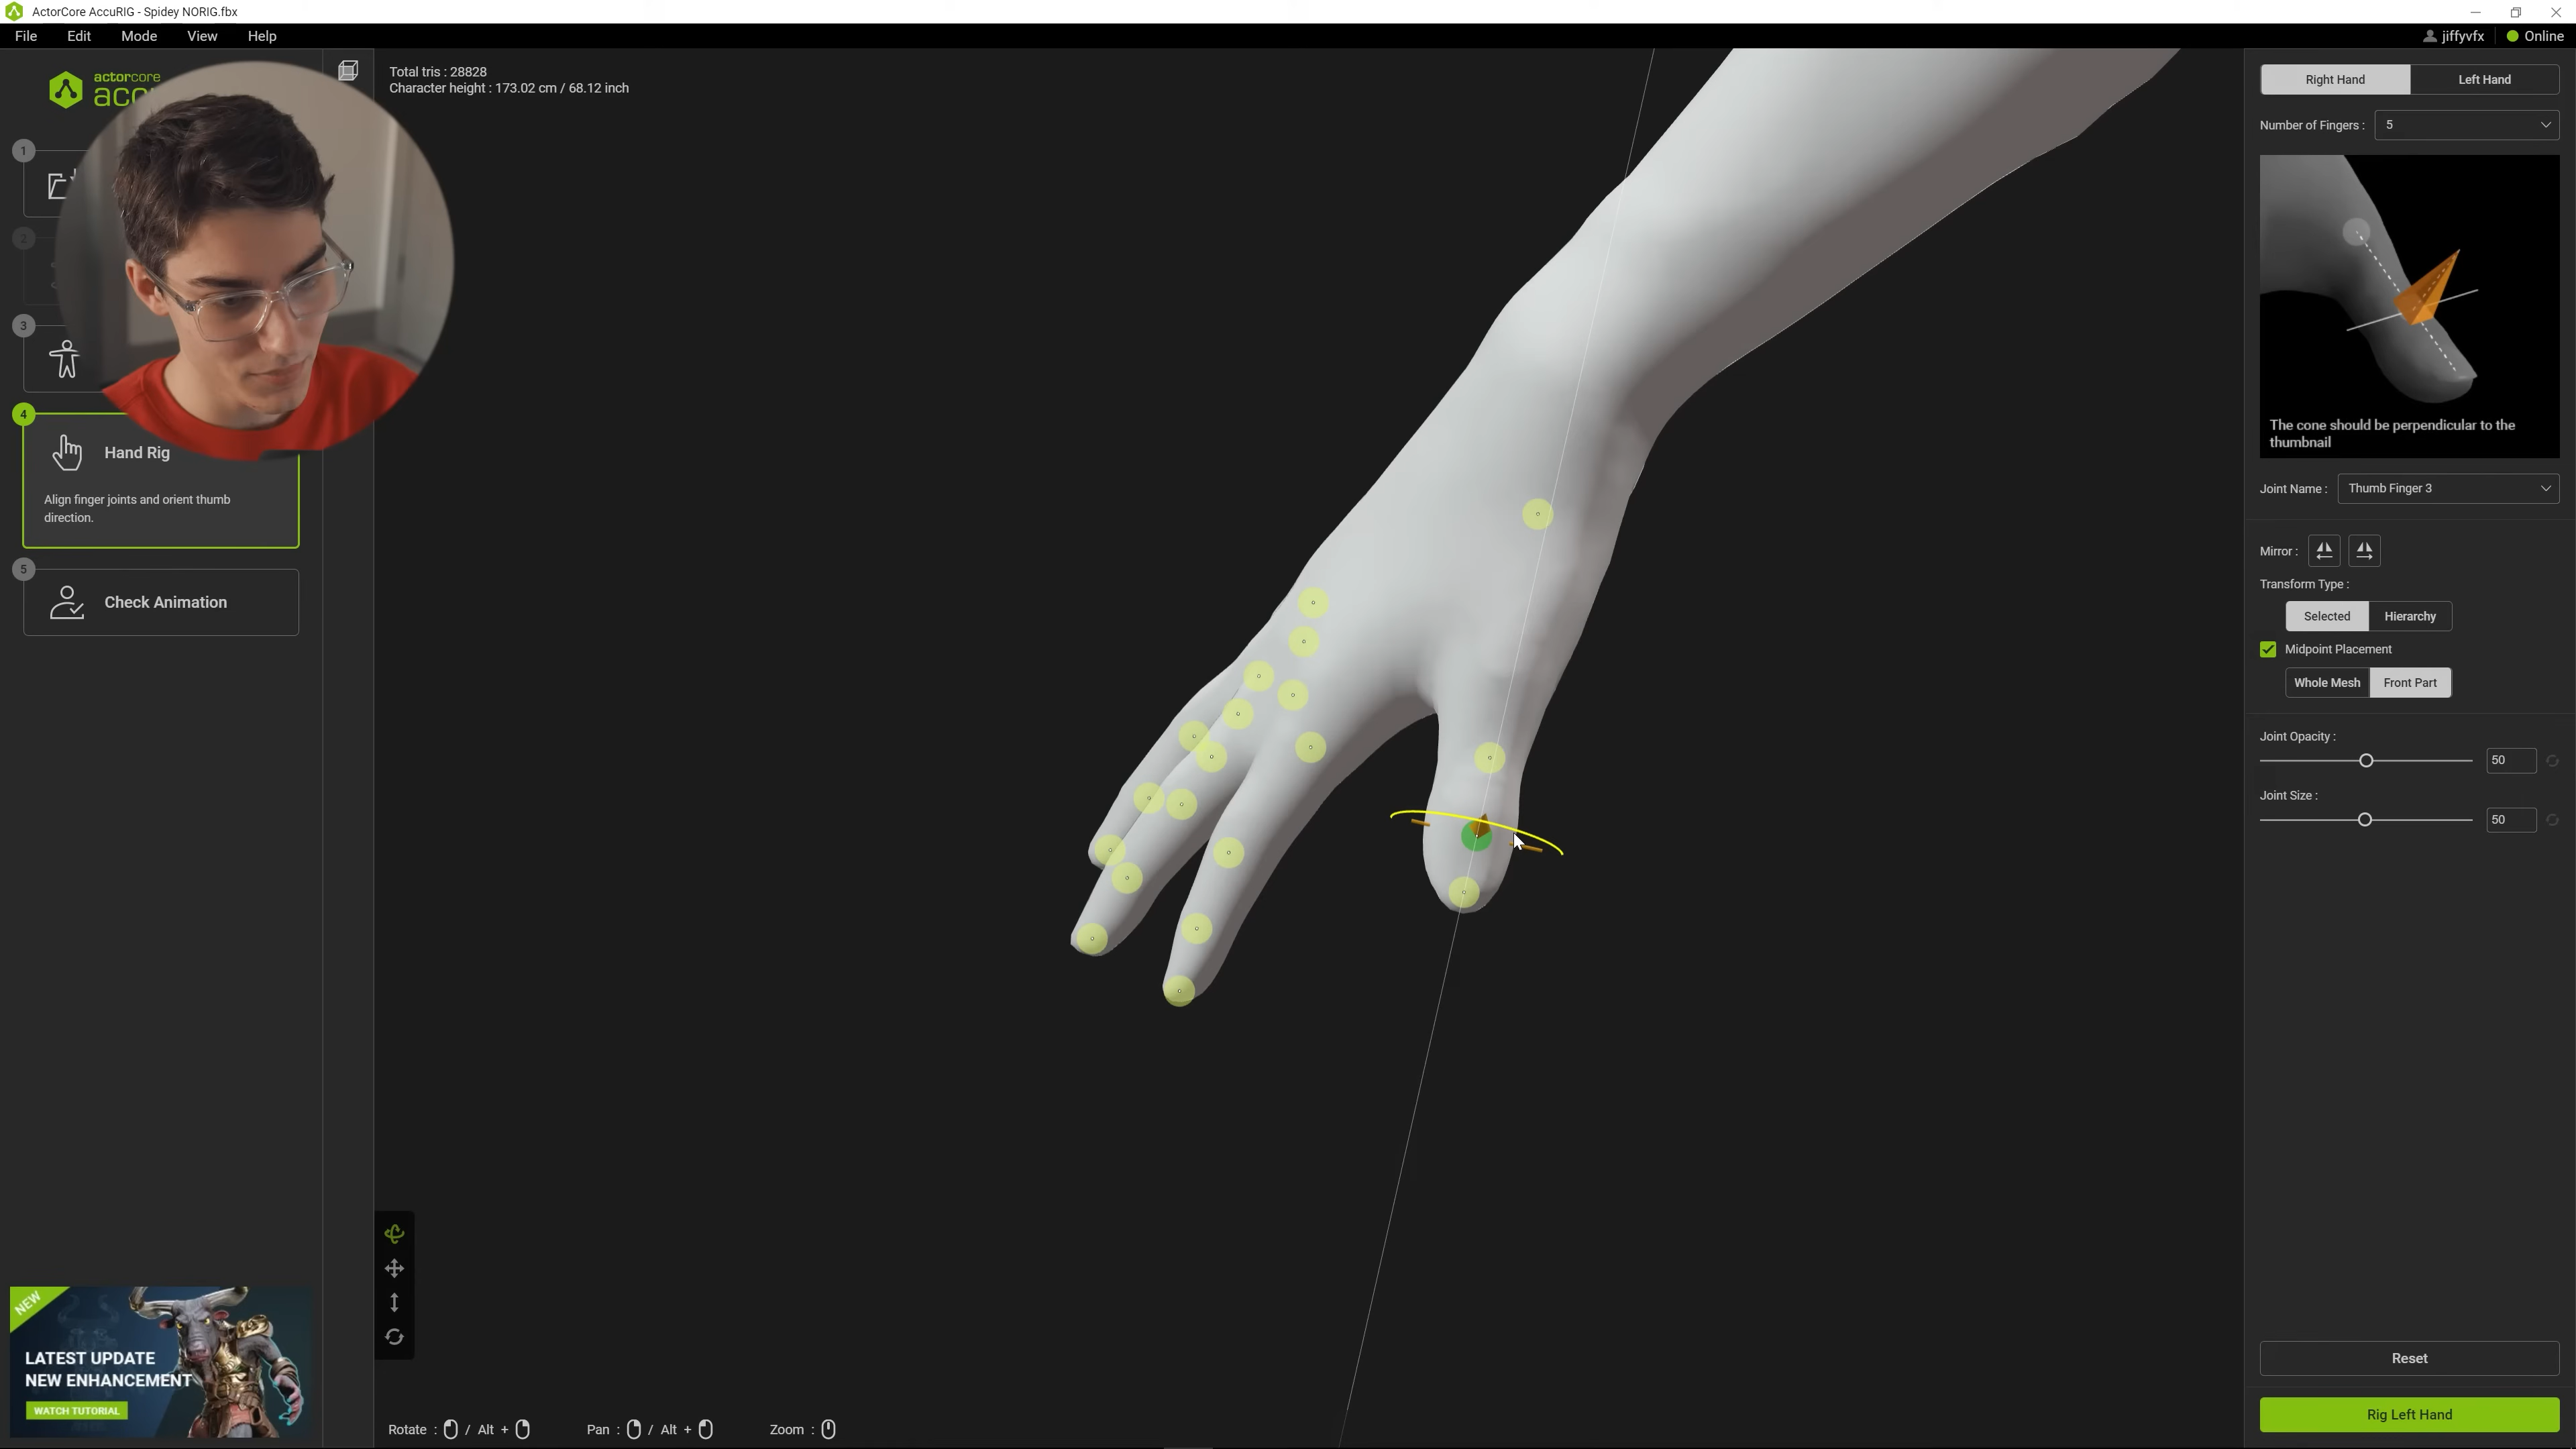 ActorCore AccuRIG - Spidey NORIG.fbx
File Edit Mode View Help
jiffyvfx Online
actorcore
Total tris : 28828
Character height : 173.02 cm / 68.12 inch
1
2
3
4
Hand Rig
Align finger joints and orient thumb
direction.
5
Check Animation
NEW
LATEST UPDATE
NEW ENHANCEMENT
WATCH TUTORIAL
Rotate : / Alt +
Pan : / Alt +
Zoom :
Right Hand Left Hand
Number of Fingers : 5
The cone should be perpendicular to the
thumbnail
Joint Name : Thumb Finger 3
Mirror :
Transform Type :
Selected Hierarchy
Midpoint Placement
Whole Mesh Front Part
Joint Opacity :
50
Joint Size :
50
Reset
Rig Left Hand